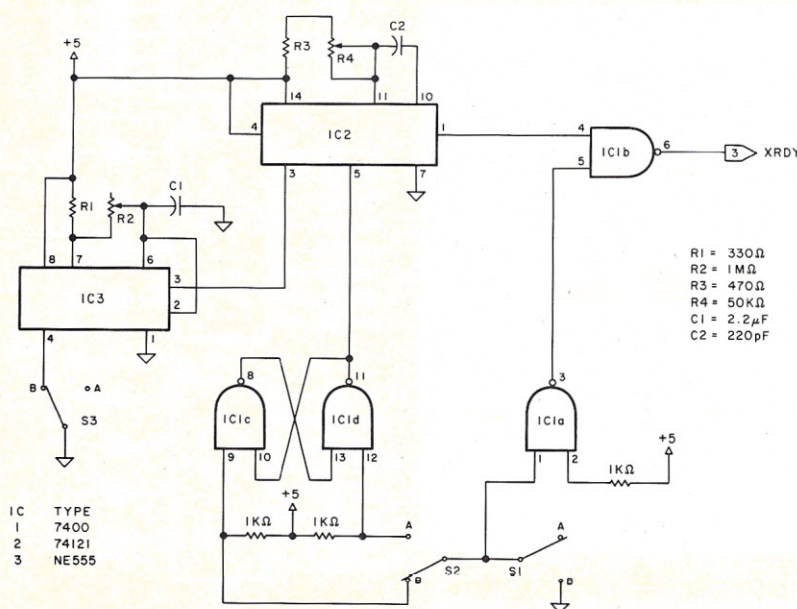 +5
R3
R4
C2
14
11
10
4
IC2
1
3
5
7
4
5
IC1b
6
3
XRDY
R1
R2
C1
8
7
6
IC3
3
2
4
1
B
A
S3
R1 = 330Ω
R2 = 1MΩ
R3 = 470Ω
R4 = 50KΩ
C1 = 2.2μF
C2 = 220pF
8
11
IC1c
IC1d
9
10
13
12
3
IC1a
1
2
+5
1KΩ
+5
1KΩ
1KΩ
A
B
S2
S1
A
IC TYPE
1 7400
2 74121
3 NE555